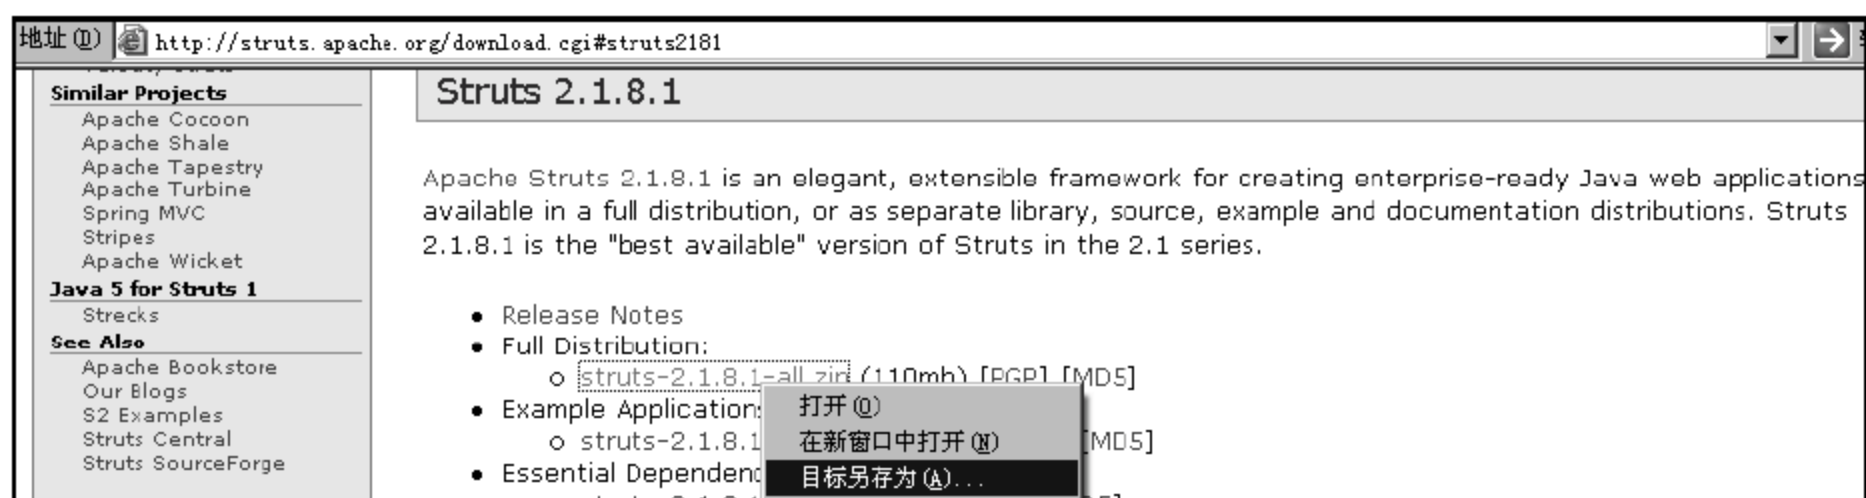 地址(D) http://struts.apache.org/download.cgi#struts2181
Similar Projects
Apache Cocoon
Apache Shale
Apache Tapestry
Apache Turbine
Spring MVC
Stripes
Apache Wicket
Java 5 for Struts 1
Strecks
See Also
Apache Bookstore
Our Blogs
S2 Examples
Struts Central
Struts SourceForge
Struts 2.1.8.1
Apache Struts 2.1.8.1 is an elegant, extensible framework for creating enterprise-ready Java web applications
available in a full distribution, or as separate library, source, example and documentation distributions. Struts
2.1.8.1 is the "best available" version of Struts in the 2.1 series.
• Release Notes
• Full Distribution:
○ struts-2.1.8.1-all.zip (110mb) [PGP] [MD5]
• Example Application
○ struts-2.1.8.1 [MD5]
• Essential Dependenc
打开(O)
在新窗口中打开(N)
目标另存为(A)...